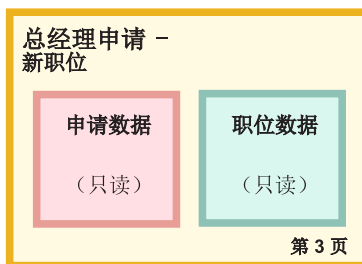 总经理申请 –
新职位
申请数据
（只读）
职位数据
（只读）
第 3 页